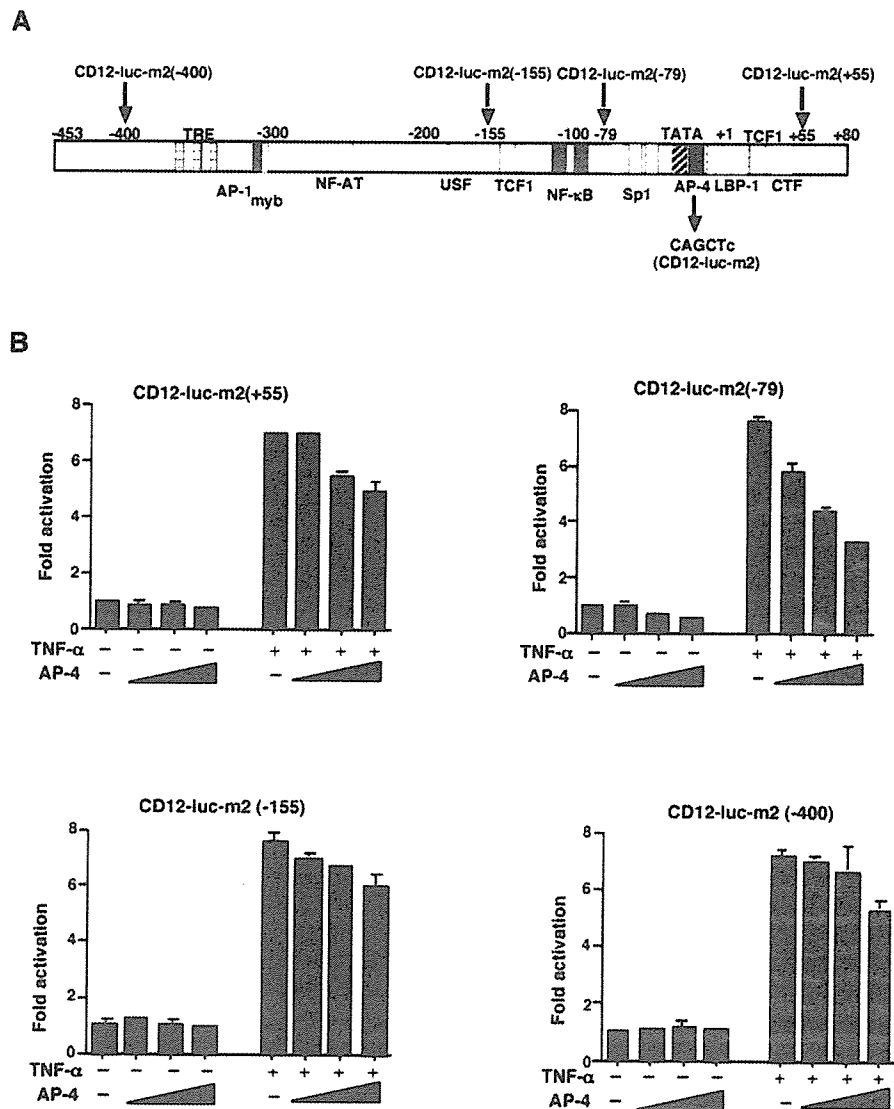 A
CD12-luc-m2(-400) CD12-luc-m2(-155) CD12-luc-m2(-79) CD12-luc-m2(+55)
-453 -400 TRE -300 -200 -155 -100 -79 TATA +1 TCF1 +55 +80
AP-1 myb NF-AT USF TCF1 NF-κB Sp1 AP-4 LBP-1 CTF
CAGCTc
(CD12-luc-m2)
B
CD12-luc-m2(+55)
Fold activation
8
6
4
2
0
TNF-α – – – – + + + +
AP-4 – –
CD12-luc-m2(-79)
Fold activation
8
6
4
2
0
TNF-α – – – – + + + +
AP-4 – –
CD12-luc-m2 (-155)
Fold activation
8
6
4
2
0
TNF-α – – – – + + + +
AP-4 – –
CD12-luc-m2 (-400)
Fold activation
8
6
4
2
0
TNF-α – – – – + + + +
AP-4 – –